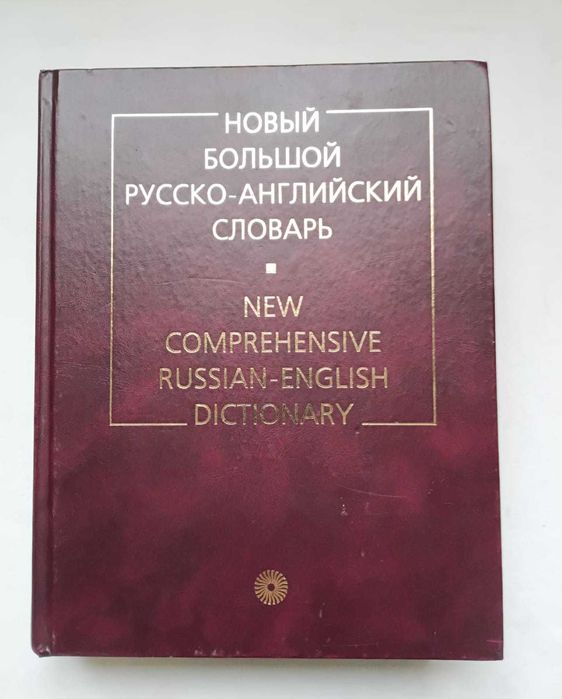 НОВЫЙ
БОЛЬШОЙ
РУССКО-АНГЛИЙСКИЙ
СЛОВАРЬ
NEW
COMPREHENSIVE
RUSSIAN-ENGLISH
DICTIONARY